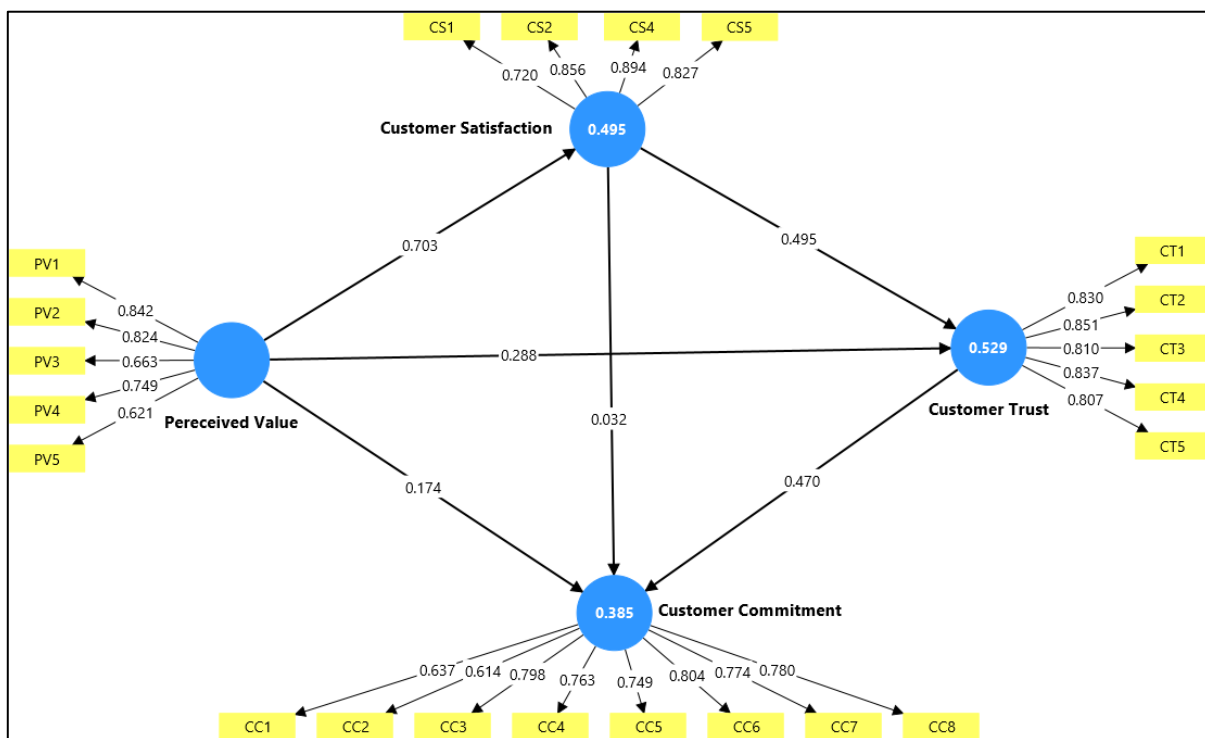 CS1 CS2 CS4 CS5
0.720 0.856 0.894 0.827
Customer Satisfaction 0.495
0.703 0.495
PV1
PV2
PV3
PV4
PV5
0.842
0.824
0.663
0.749
0.621
Pereceived Value
0.288
0.032
0.174
0.470
CT1
CT2
CT3
CT4
CT5
0.830
0.851
0.810
0.837
0.807
0.529
Customer Trust
0.385 Customer Commitment
0.637 0.614 0.798 0.763 0.749 0.804 0.774 0.780
CC1 CC2 CC3 CC4 CC5 CC6 CC7 CC8